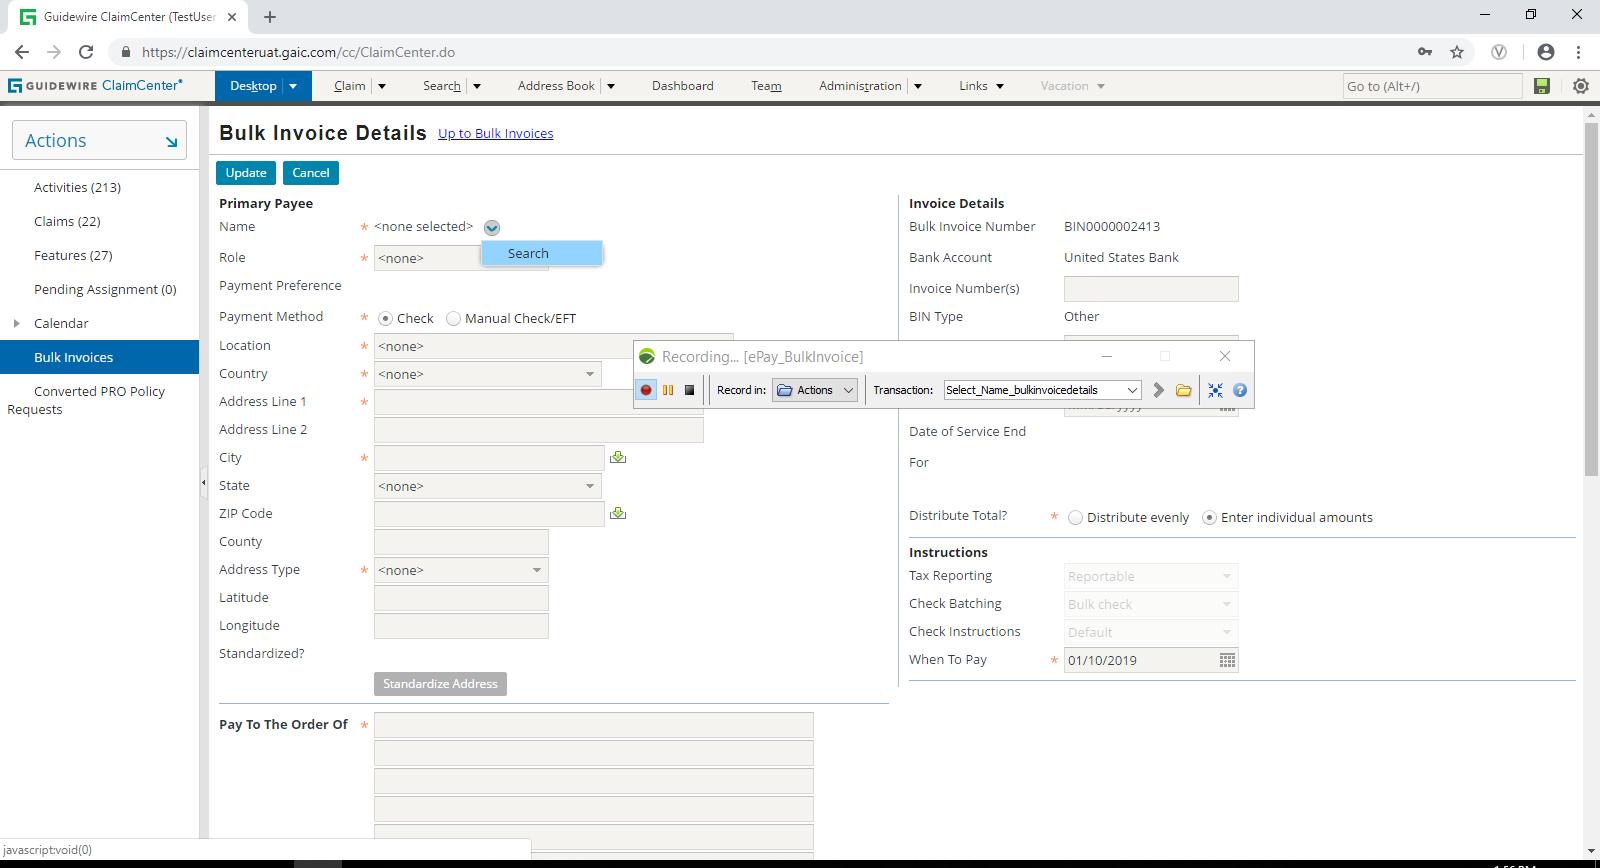 Guidewire ClaimCenter (TestUser
https://claimcenteruat.gaic.com/cc/ClaimCenter.do
GUIDEWIRE ClaimCenter®
Desktop
Claim
Search
Address Book
Dashboard
Team
Administration
Links
Vacation
Go to (Alt+/)
Actions
Activities (213)
Claims (22)
Features (27)
Pending Assignment (0)
Calendar
Bulk Invoices
Converted PRO Policy
Requests
Bulk Invoice Details Up to Bulk Invoices
Update Cancel
Primary Payee
Name * <none selected>
Search
Role * <none>
Payment Preference
Payment Method * Check Manual Check/EFT
Location * <none>
Country * <none>
Address Line 1 *
Address Line 2
City *
State <none>
ZIP Code
County
Address Type * <none>
Latitude
Longitude
Standardized?
Standardize Address
Pay To The Order Of *
Invoice Details
Bulk Invoice Number BIN0000002413
Bank Account United States Bank
Invoice Number(s)
BIN Type Other
Recording... [ePay_BulkInvoice]
Record in: Actions Transaction: Select_Name_bulkinvoicedetails
Date of Service End
For
Distribute Total? * Distribute evenly Enter individual amounts
Instructions
Tax Reporting Reportable
Check Batching Bulk check
Check Instructions Default
When To Pay * 01/10/2019
javascript:void(0)